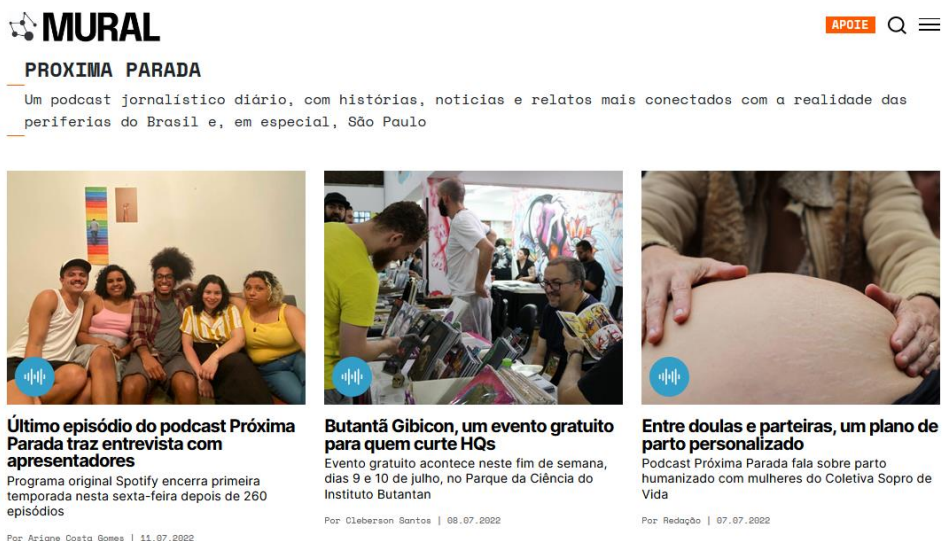 MURAL
APOIE
PROXIMA PARADA
Um podcast jornalístico diário, com histórias, noticias e relatos mais conectados com a realidade das
periferias do Brasil e, em especial, São Paulo
Último episódio do podcast Próxima
Parada traz entrevista com
apresentadores
Programa original Spotify encerra primeira
temporada nesta sexta-feira depois de 260
episódios
Por Ariane Costa Gomes | 11.07.2022
Butantã Gibicon, um evento gratuito
para quem curte HQs
Evento gratuito acontece neste fim de semana,
dias 9 e 10 de julho, no Parque da Ciência do
Instituto Butantan
Por Cleberson Santos | 08.07.2022
Entre doulas e parteiras, um plano de
parto personalizado
Podcast Próxima Parada fala sobre parto
humanizado com mulheres do Coletiva Sopro de
Vida
Por Redação | 07.07.2022